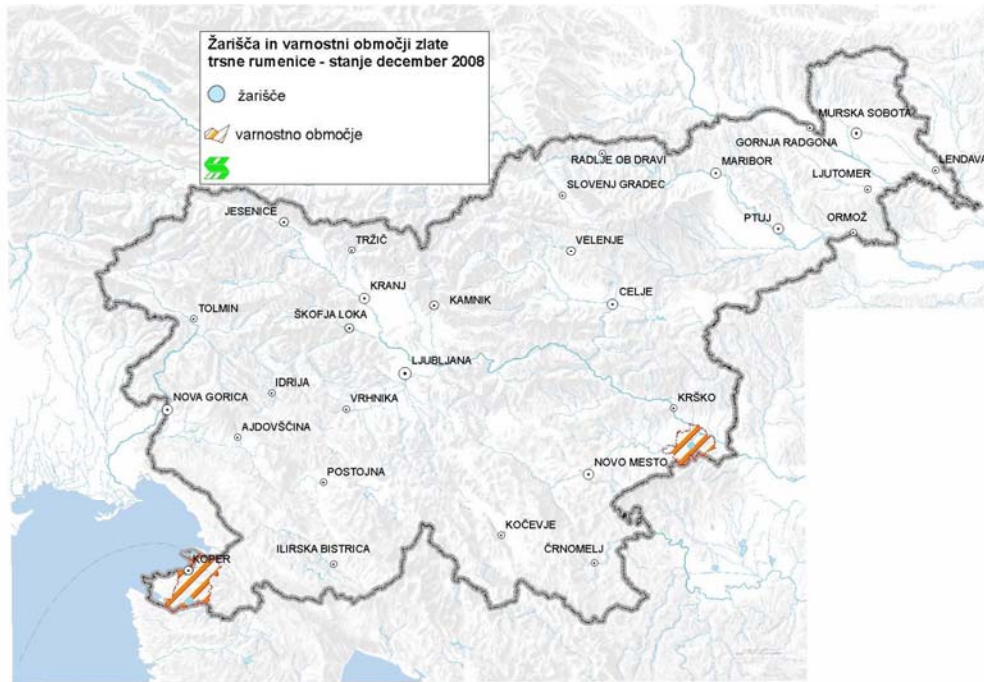 Žarišča in varnostni območji zlate
trsne rumenice - stanje december 2008
žarišče
varnostno območje
MURSKA SOBOTA
GORNJA RADGONA
RADLJE OB DRAVI
MARIBOR
LENDAVA
SLOVENJ GRADEC
LJUTOMER
JESENICE
PTUJ
ORMOŽ
TRŽIČ
VELENJE
KRANJ
KAMNIK
CELJE
TOLMIN
ŠKOFJA LOKA
LJUBLJANA
IDRIJA
NOVA GORICA
VRHNIKA
KRŠKO
AJDOVŠČINA
POSTOJNA
NOVO MESTO
KOČEVJE
ILIRSKA BISTRICA
ČRNOMELJ
KOPER